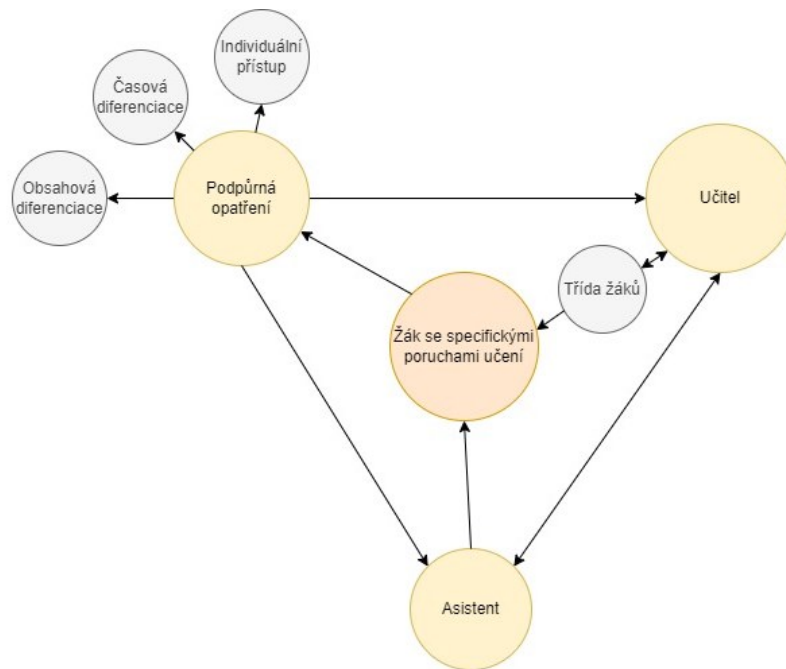 Individuální
přístup
Časová
diferenciace
Obsahová
diferenciace
Podpůrná
opatření
Učitel
Třída žáků
Žák se specifickými
poruchami učení
Asistent